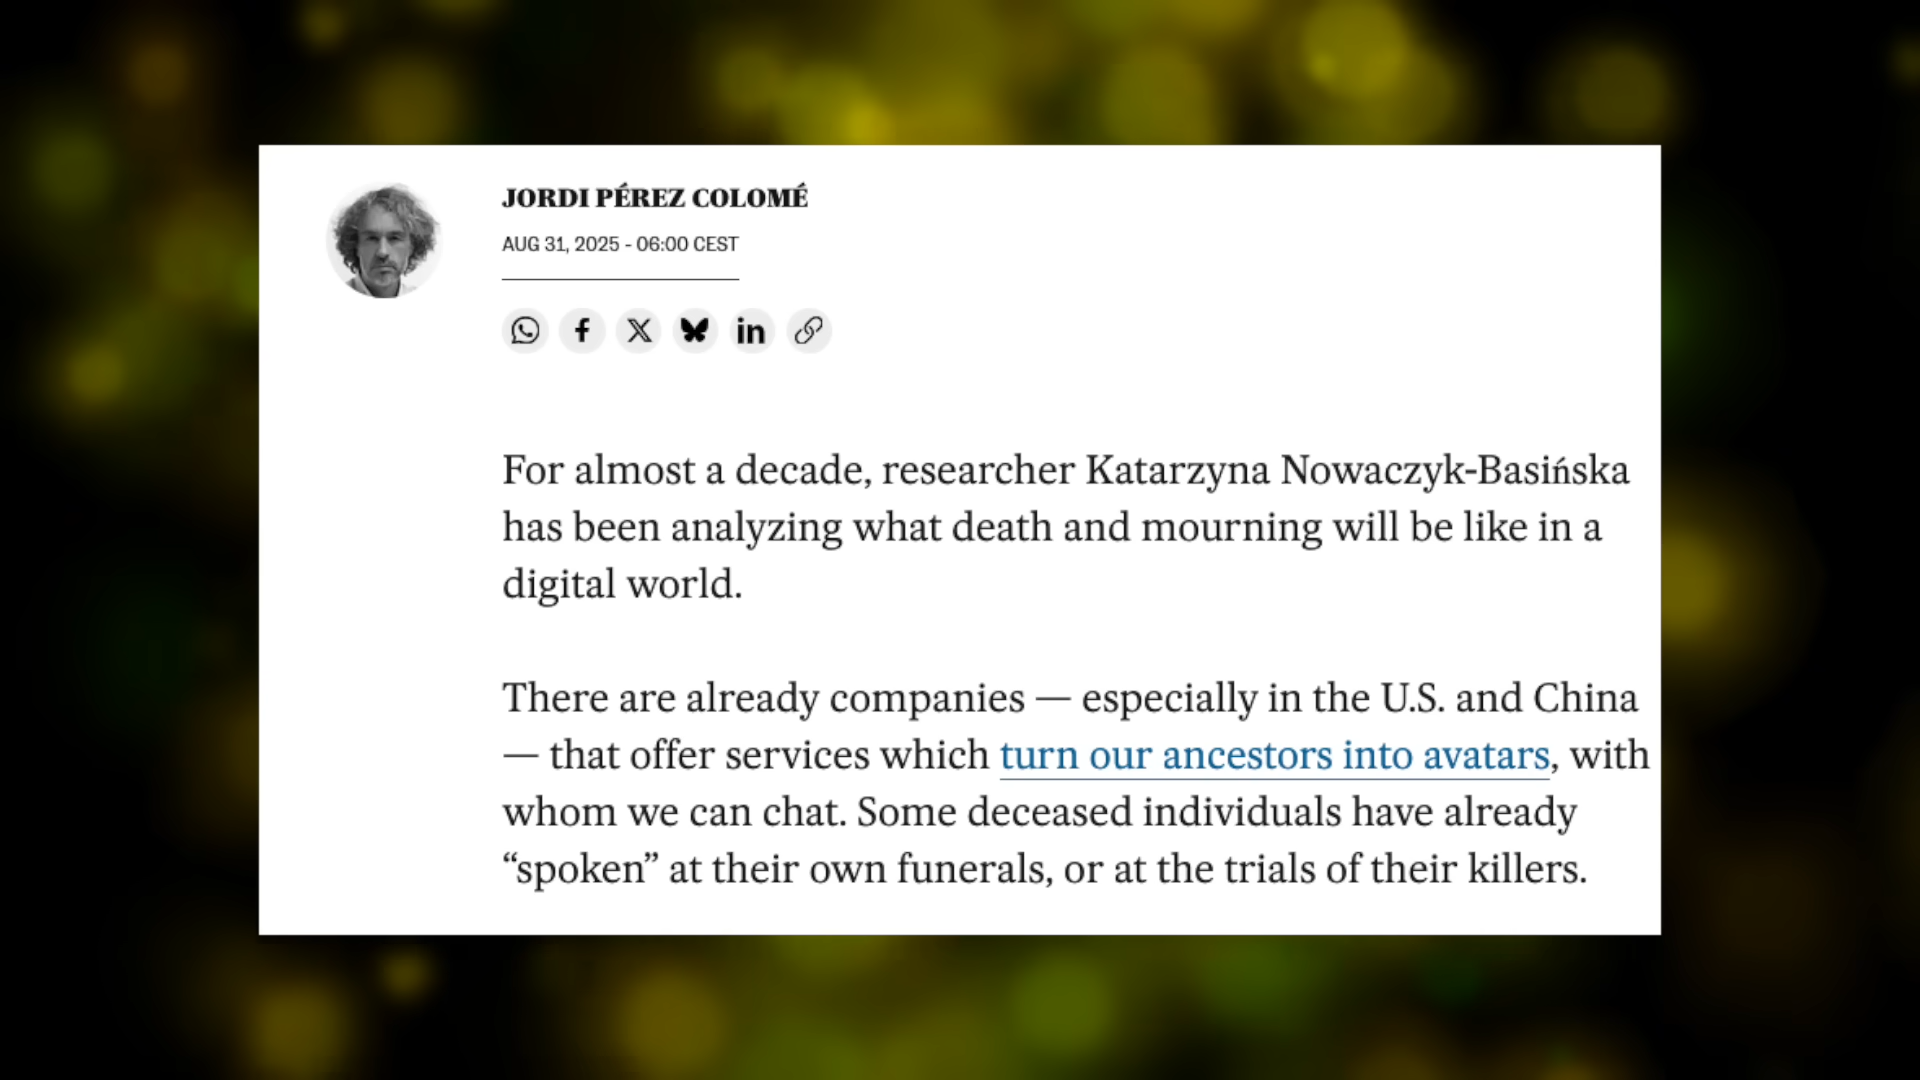 JORDI PÉREZ COLOMÉ
AUG 31, 2025 - 06:00 CEST
For almost a decade, researcher Katarzyna Nowaczyk-Basińska
has been analyzing what death and mourning will be like in a
digital world.
There are already companies — especially in the U.S. and China
— that offer services which turn our ancestors into avatars, with
whom we can chat. Some deceased individuals have already
“spoken” at their own funerals, or at the trials of their killers.